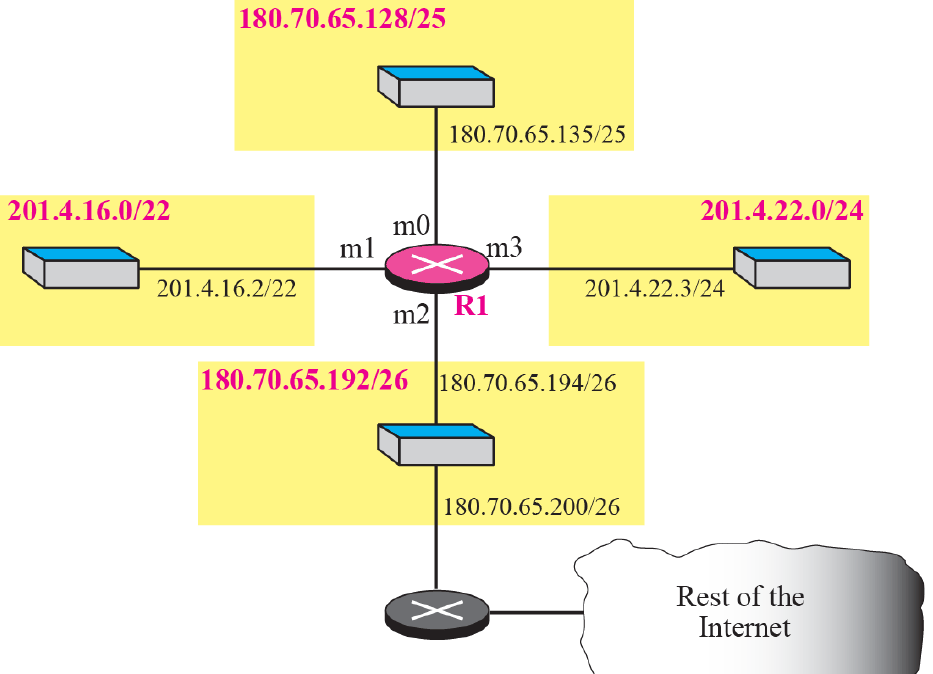 180.70.65.128/25
180.70.65.135/25
201.4.16.0/22
201.4.22.0/24
m0
m1
m3
201.4.16.2/22
201.4.22.3/24
R1
m2
180.70.65.192/26
180.70.65.194/26
180.70.65.200/26
Rest of the
Internet